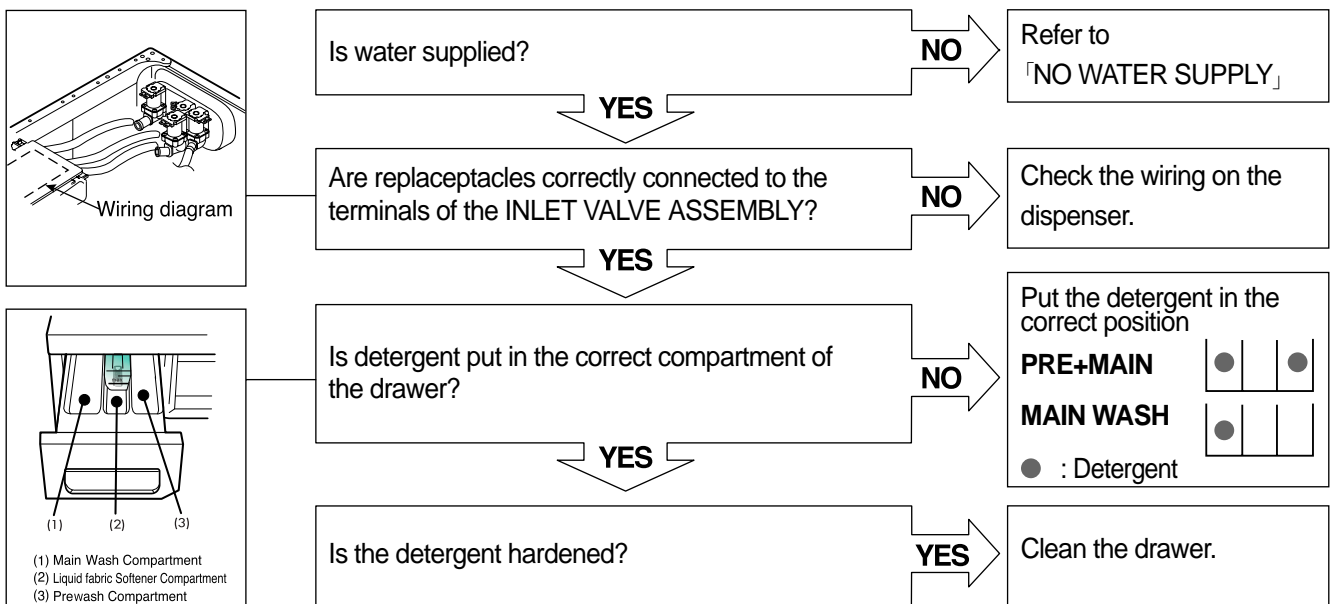 Is water supplied?
NO
Refer to
「NO WATER SUPPLY」
YES
Wiring diagram
Are replaceptacles correctly connected to the
terminals of the INLET VALVE ASSEMBLY?
NO
Check the wiring on the
dispenser.
YES
Is detergent put in the correct compartment of
the drawer?
NO
Put the detergent in the
correct position
PRE+MAIN
MAIN WASH
: Detergent
YES
(1) (2) (3)
(1) Main Wash Compartment
(2) Liquid fabric Softener Compartment
(3) Prewash Compartment
Is the detergent hardened?
YES
Clean the drawer.